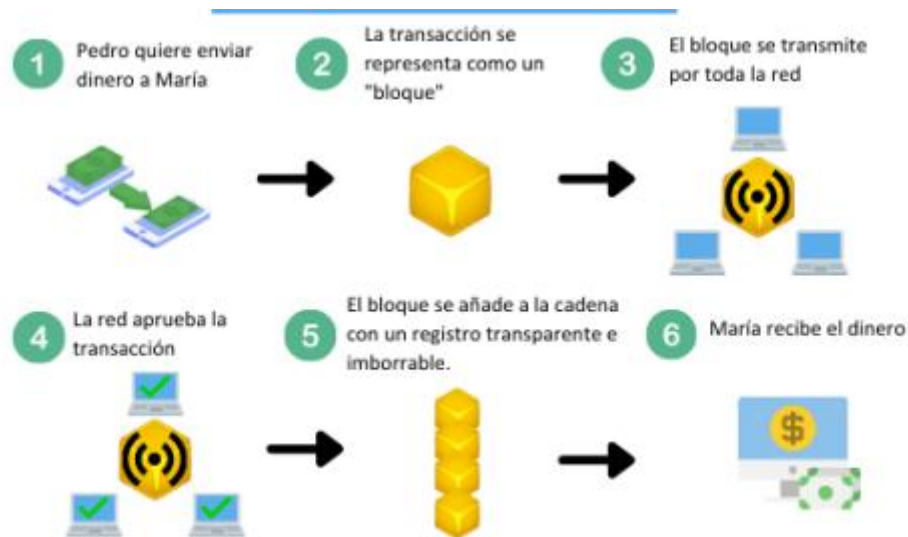 1
Pedro quiere enviar
dinero a María
2
La transacción se
representa como un
"bloque"
3
El bloque se transmite
por toda la red
4
La red aprueba la
transacción
5
El bloque se añade a la cadena
con un registro transparente e
imborrable.
6
María recibe el dinero
$